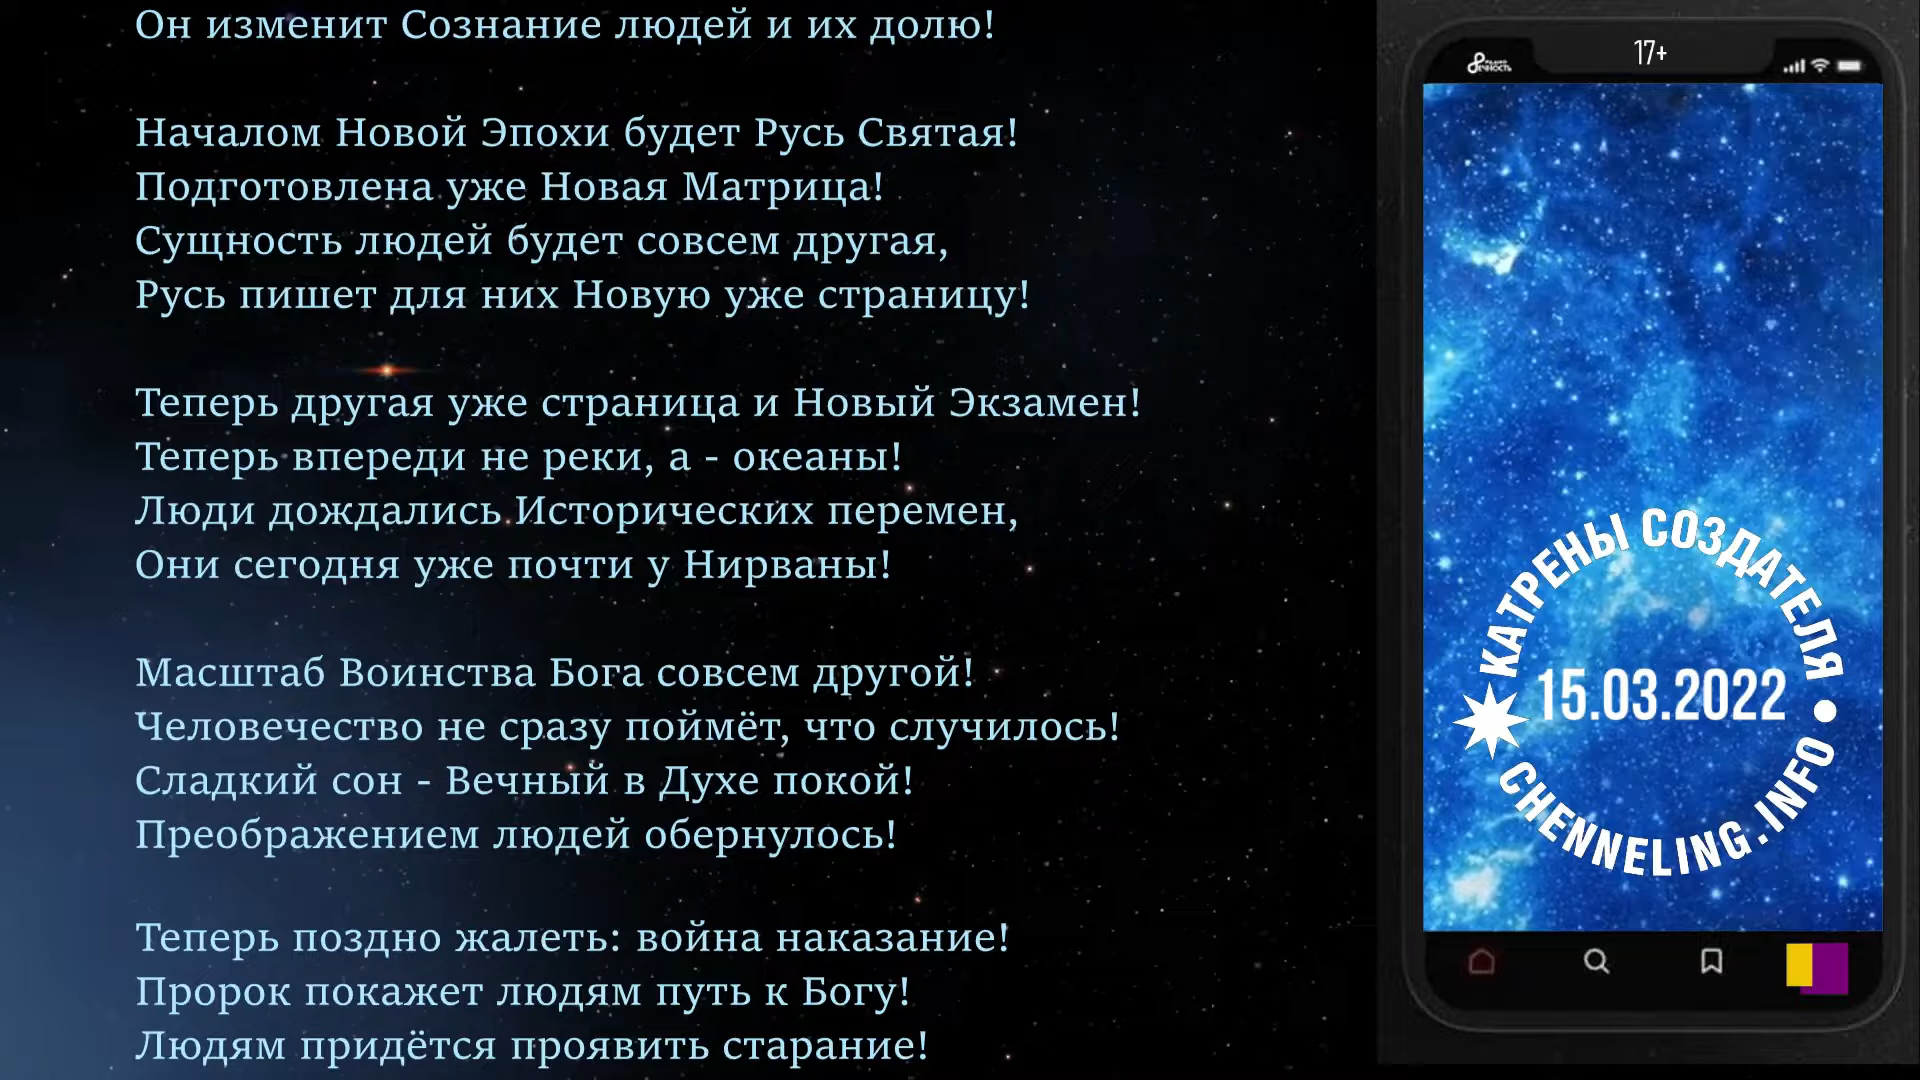 Он изменит Сознание людей и их долю!
Началом Новой Эпохи будет Русь Святая!
Подготовлена уже Новая Матрица!
Сущность людей будет совсем другая,
Русь пишет для них Новую уже страницу!
Теперь другая уже страница и Новый Экзамен!
Теперь впереди не реки, а - океаны!
Люди дождались Исторических перемен,
Они сегодня уже почти у Нирваны!
Масштаб Воинства Бога совсем другой!
Человечество не сразу поймёт, что случилось!
Сладкий сон - Вечный в Духе покой!
Преображением людей обернулось!
Теперь поздно жалеть: война наказание!
Пророк покажет людям путь к Богу!
Людям придётся проявить старание!
17+
КАТРЕНЫ СОЗДАТЕЛЯ
15.03.2022
CHENNELING.INFO